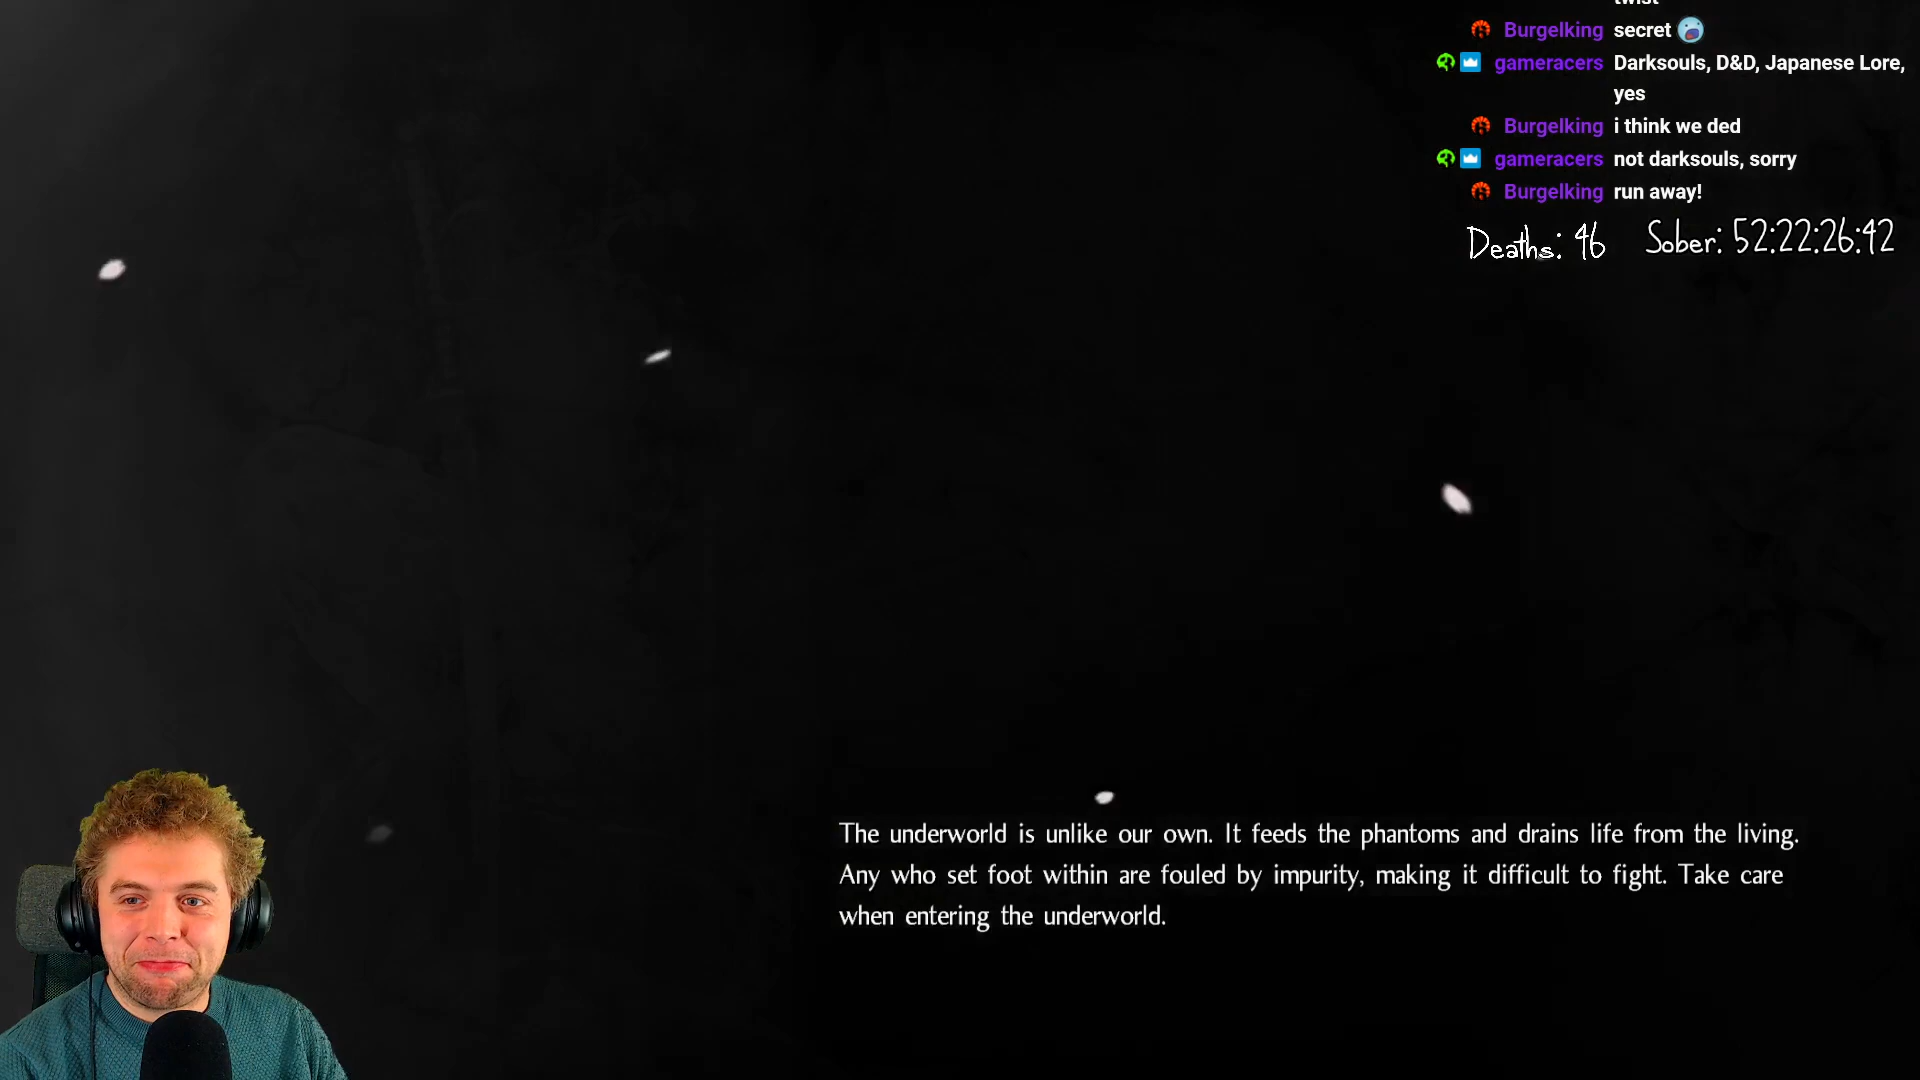 twist
Burgelking secret
gameracers Darksouls, D&D, Japanese Lore,
yes
Burgelking i think we ded
gameracers not darksouls, sorry
Burgelking run away!
Deaths: 46 Sober: 52:22:26:42
The underworld is unlike our own. It feeds the phantoms and drains life from the living.
Any who set foot within are fouled by impurity, making it difficult to fight. Take care
when entering the underworld.